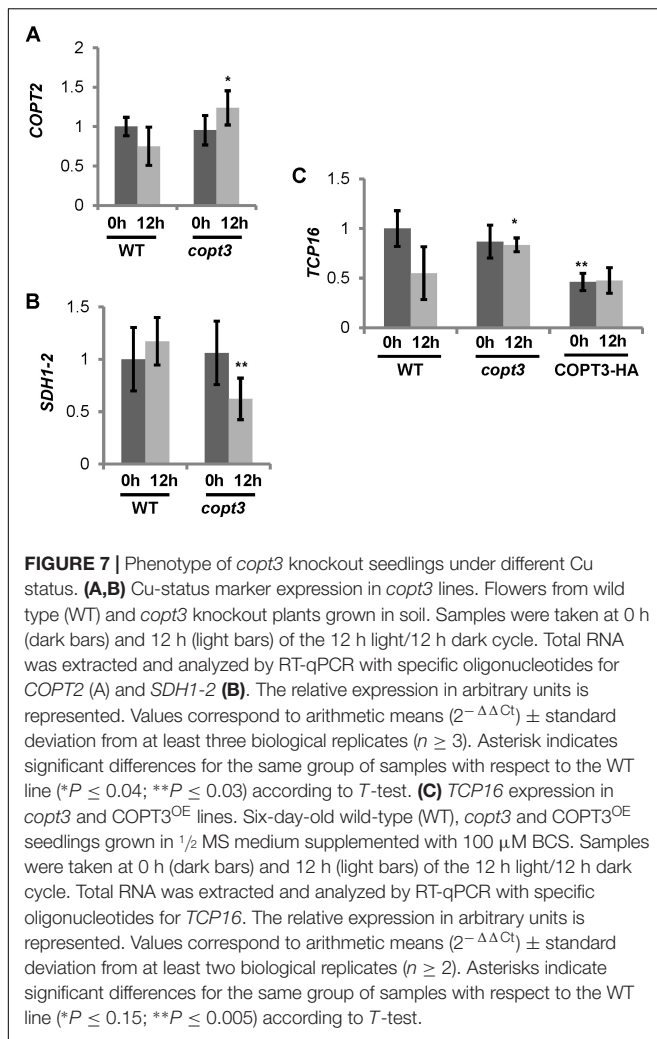 A
2
1.5
1
0.5
0
COPT2
*
0h 12h 0h 12h
WT copt3
B
1.5
1
0.5
0
SDH1-2
**
0h 12h 0h 12h
WT copt3
C
1.5
1
0.5
0
TCP16
*
**
0h 12h 0h 12h 0h 12h
WT copt3 COPT3-HA
FIGURE 7 | Phenotype of copt3 knockout seedlings under different Cu
status. (A,B) Cu-status marker expression in copt3 lines. Flowers from wild
type (WT) and copt3 knockout plants grown in soil. Samples were taken at 0 h
(dark bars) and 12 h (light bars) of the 12 h light/12 h dark cycle. Total RNA
was extracted and analyzed by RT-qPCR with specific oligonucleotides for
COPT2 (A) and SDH1-2 (B). The relative expression in arbitrary units is
represented. Values correspond to arithmetic means (2⁻ ΔΔCt) ± standard
deviation from at least three biological replicates (n ≥ 3). Asterisk indicates
significant differences for the same group of samples with respect to the WT
line (*P ≤ 0.04; **P ≤ 0.03) according to T-test. (C) TCP16 expression in
copt3 and COPT3OE lines. Six-day-old wild-type (WT), copt3 and COPT3OE
seedlings grown in 1/2 MS medium supplemented with 100 μM BCS. Samples
were taken at 0 h (dark bars) and 12 h (light bars) of the 12 h light/12 h dark
cycle. Total RNA was extracted and analyzed by RT-qPCR with specific
oligonucleotides for TCP16. The relative expression in arbitrary units is
represented. Values correspond to arithmetic means (2⁻ ΔΔCt) ± standard
deviation from at least two biological replicates (n ≥ 2). Asterisks indicate
significant differences for the same group of samples with respect to the WT
line (*P ≤ 0.15; **P ≤ 0.005) according to T-test.